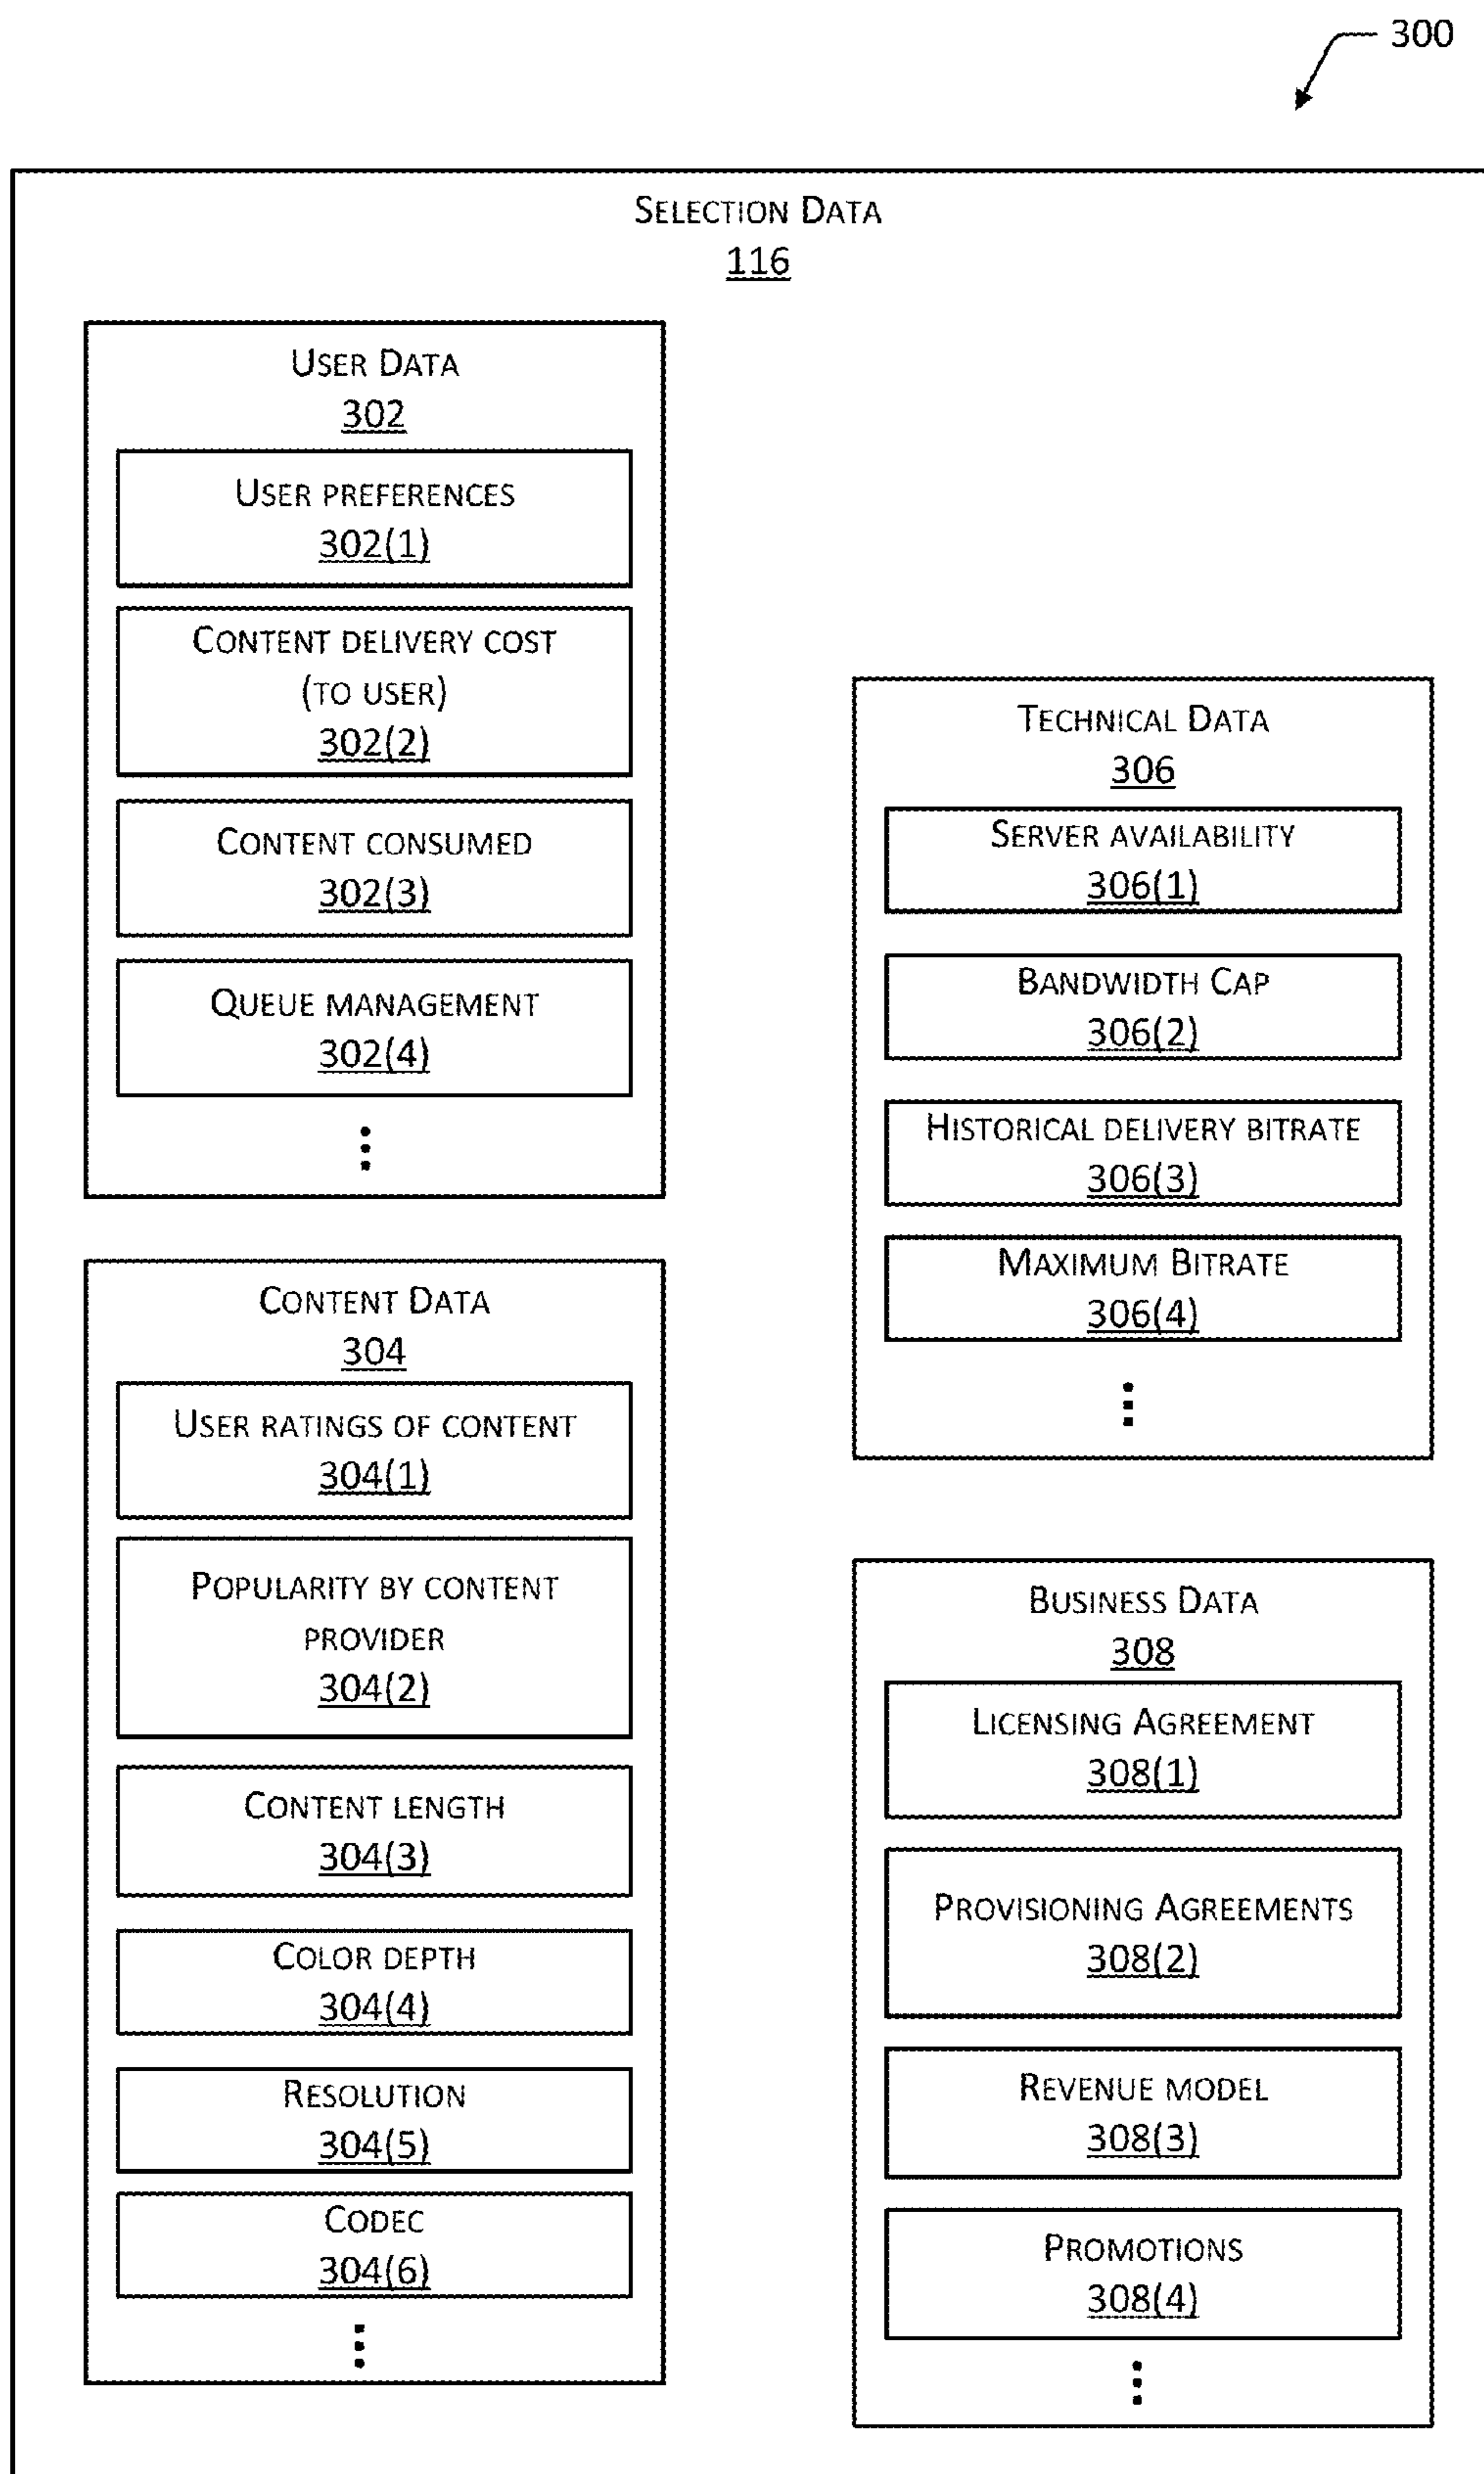 300
SELECTION DATA
116
USER DATA
302
USER PREFERENCES
302(1)
CONTENT DELIVERY COST
(TO USER)
302(2)
CONTENT CONSUMED
302(3)
QUEUE MANAGEMENT
302(4)
CONTENT DATA
304
USER RATINGS OF CONTENT
304(1)
POPULARITY BY CONTENT
PROVIDER
304(2)
CONTENT LENGTH
304(3)
COLOR DEPTH
304(4)
RESOLUTION
304(5)
CODEC
304(6)
TECHNICAL DATA
306
SERVER AVAILABILITY
306(1)
BANDWIDTH CAP
306(2)
HISTORICAL DELIVERY BITRATE
306(3)
MAXIMUM BITRATE
306(4)
BUSINESS DATA
308
LICENSING AGREEMENT
308(1)
PROVISIONING AGREEMENTS
308(2)
REVENUE MODEL
308(3)
PROMOTIONS
308(4)